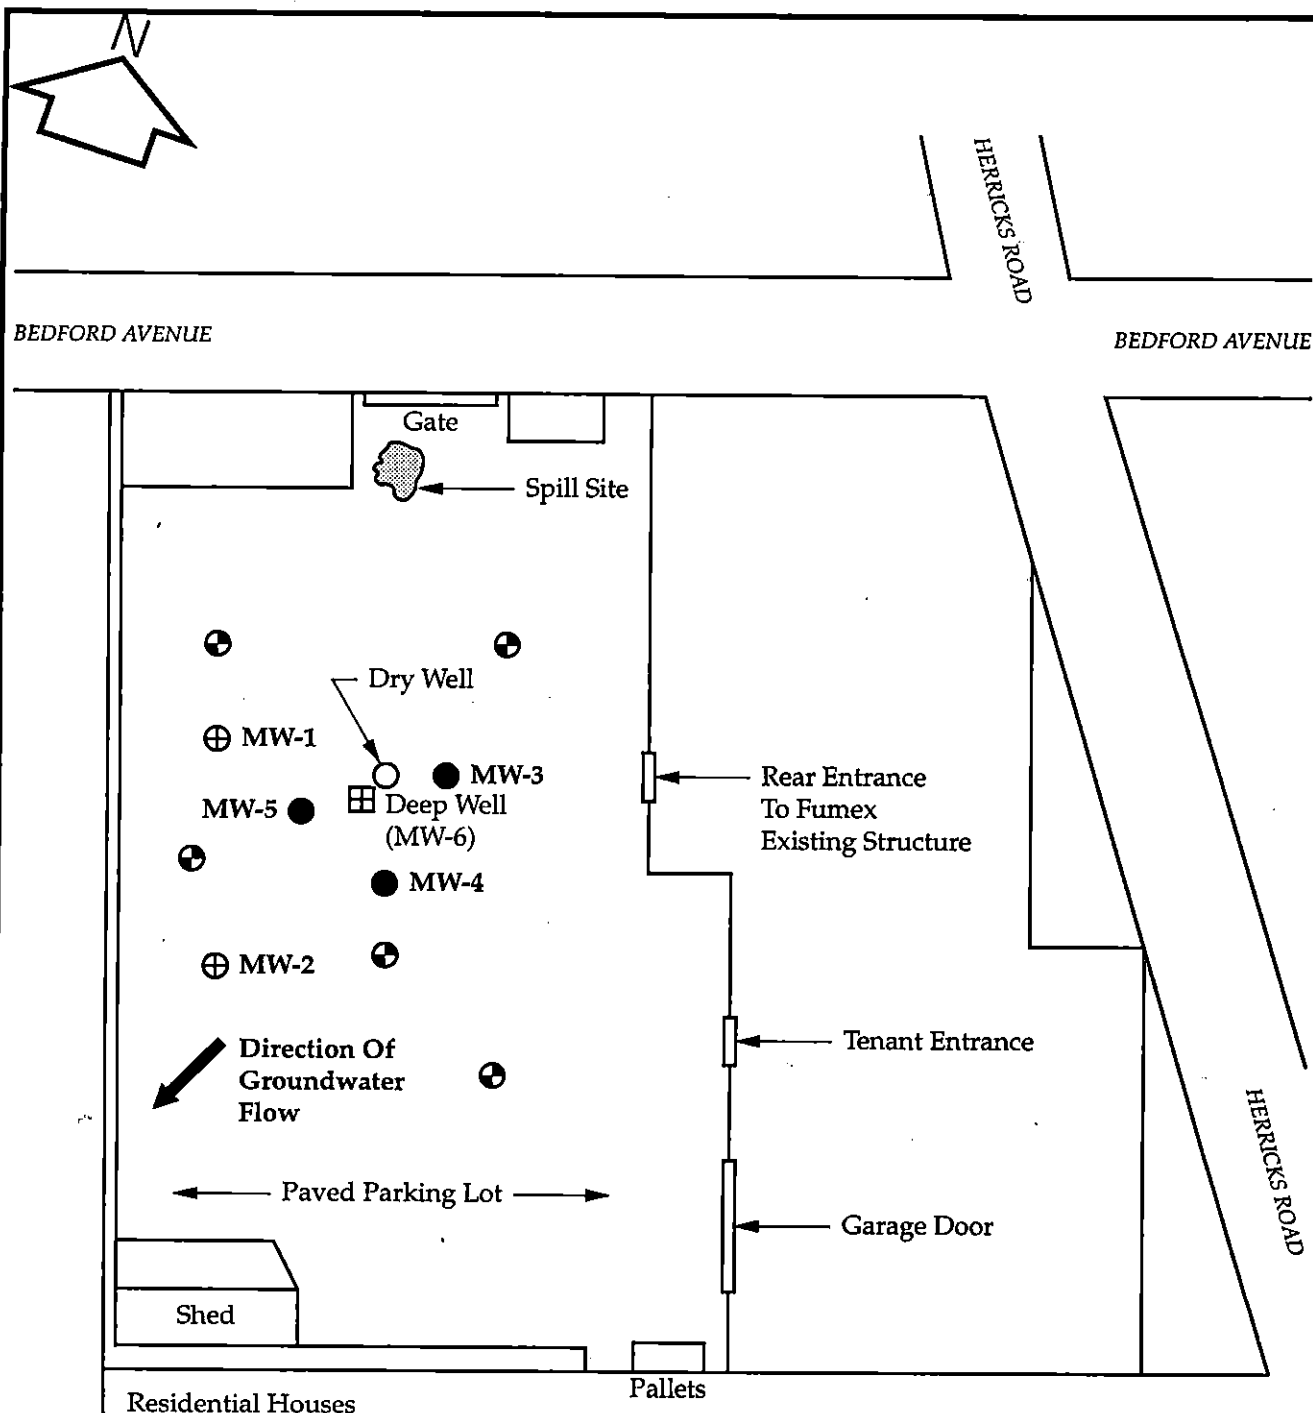 N
HERRICKS ROAD
BEDFORD AVENUE
BEDFORD AVENUE
Gate
Spill Site
Dry Well
MW-1
MW-3
Rear Entrance
To Fumex
Existing Structure
MW-5
Deep Well
(MW-6)
MW-4
MW-2
Direction Of
Groundwater
Flow
Tenant Entrance
HERRICKS ROAD
Paved Parking Lot
Garage Door
Shed
Pallets
Residential Houses